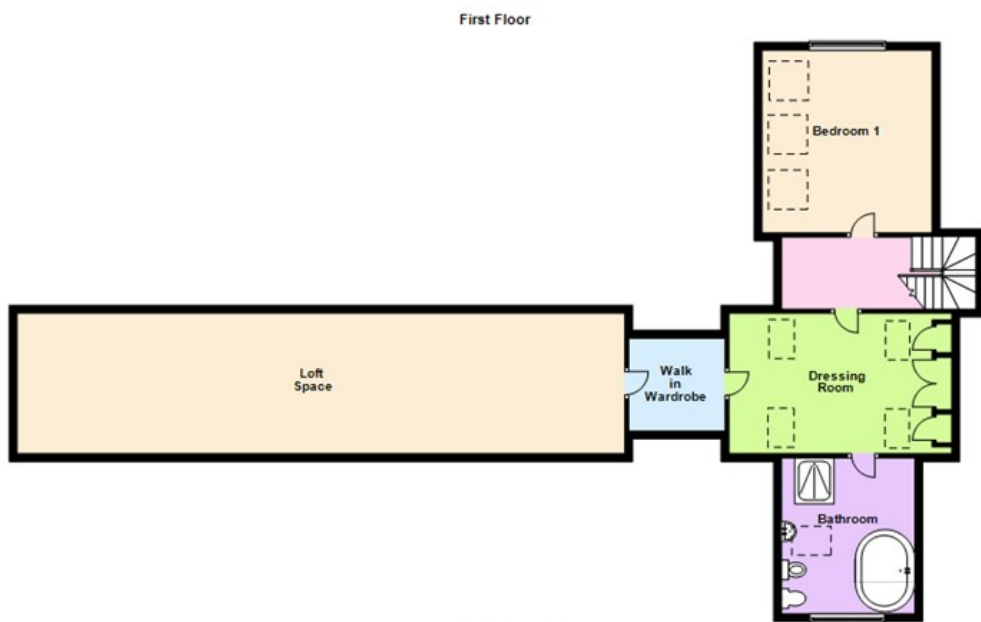 First Floor
Bedroom 1
Loft
Space
Walk
in
Wardrobe
Dressing
Room
Bathroom